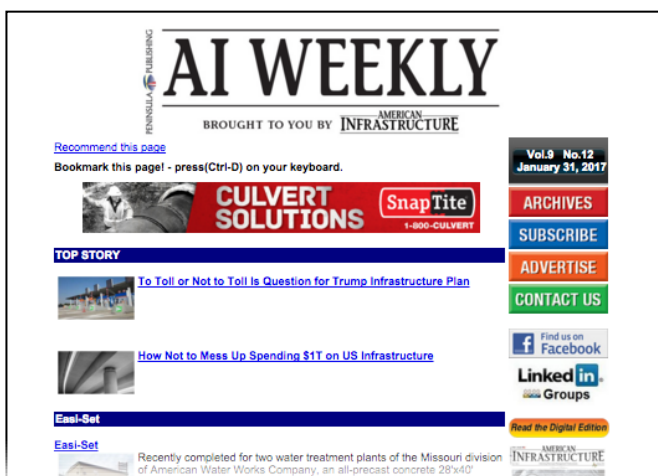 PENINSULA PUBLISHING
AI WEEKLY
BROUGHT TO YOU BY AMERICAN INFRASTRUCTURE
Recommend this page
Bookmark this page! - press(Ctrl-D) on your keyboard.
CULVERT
SOLUTIONS
SnapTite
1-800-CULVERT
TOP STORY
To Toll or Not to Toll Is Question for Trump Infrastructure Plan
How Not to Mess Up Spending $1T on US Infrastructure
Easi-Set
Easi-Set
Recently completed for two water treatment plants of the Missouri division
of American Water Works Company, an all-precast concrete 28'x40'
Vol.9 No.12
January 31, 2017
ARCHIVES
SUBSCRIBE
ADVERTISE
CONTACT US
Find us on
Facebook
Linked in.
Groups
Read the Digital Edition
AMERICAN
INFRASTRUCTURE